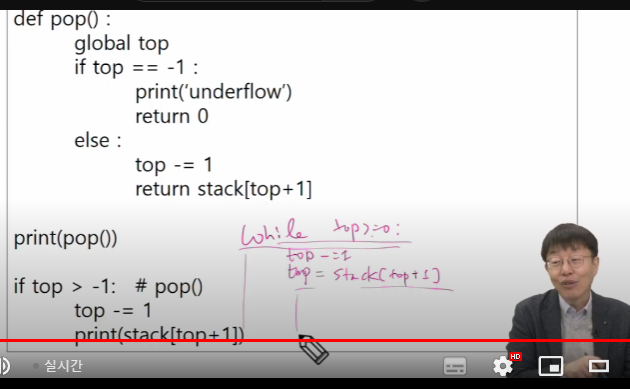 def pop() :
global top
if top == -1 :
print(‘underflow’)
return 0
else :
top -= 1
return stack[top+1]
print(pop())
while top>=0:
top -=1
top = stack[top+1]
if top > -1: # pop()
top -= 1
print(stack[top+1])
실시간
HD